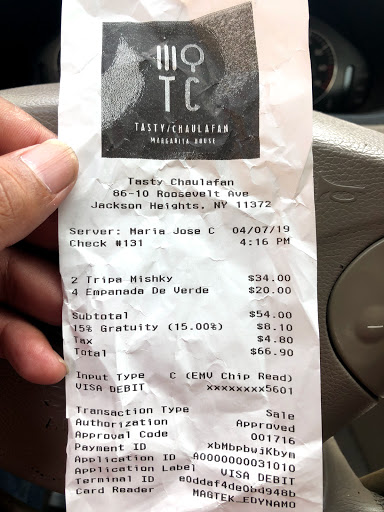 TC
TASTY/CHAULAFAN
MARGARITA HOUSE
Tasty Chaulafan
86-10 Roosevelt Ave
Jackson Heights, NY 11372
Server: Maria Jose C 04/07/19
Check #131 4:16 PM
2 Tripa Mishky $34.00
4 Empanada De Verde $20.00
Subtotal $54.00
15% Gratuity (15.00%) $8.10
Tax $4.80
Total $66.90
Input Type C (EMV Chip Read)
VISA DEBIT xxxxxxxx5601
Transaction Type Sale
Authorization Approved
Approval Code 001716
Payment ID xbMbpbwjKbym
Application ID A0000000031010
Application Label VISA DEBIT
Terminal ID e0ddaf4de0bd948b
Card Reader MAGTEK_EDYNAMO